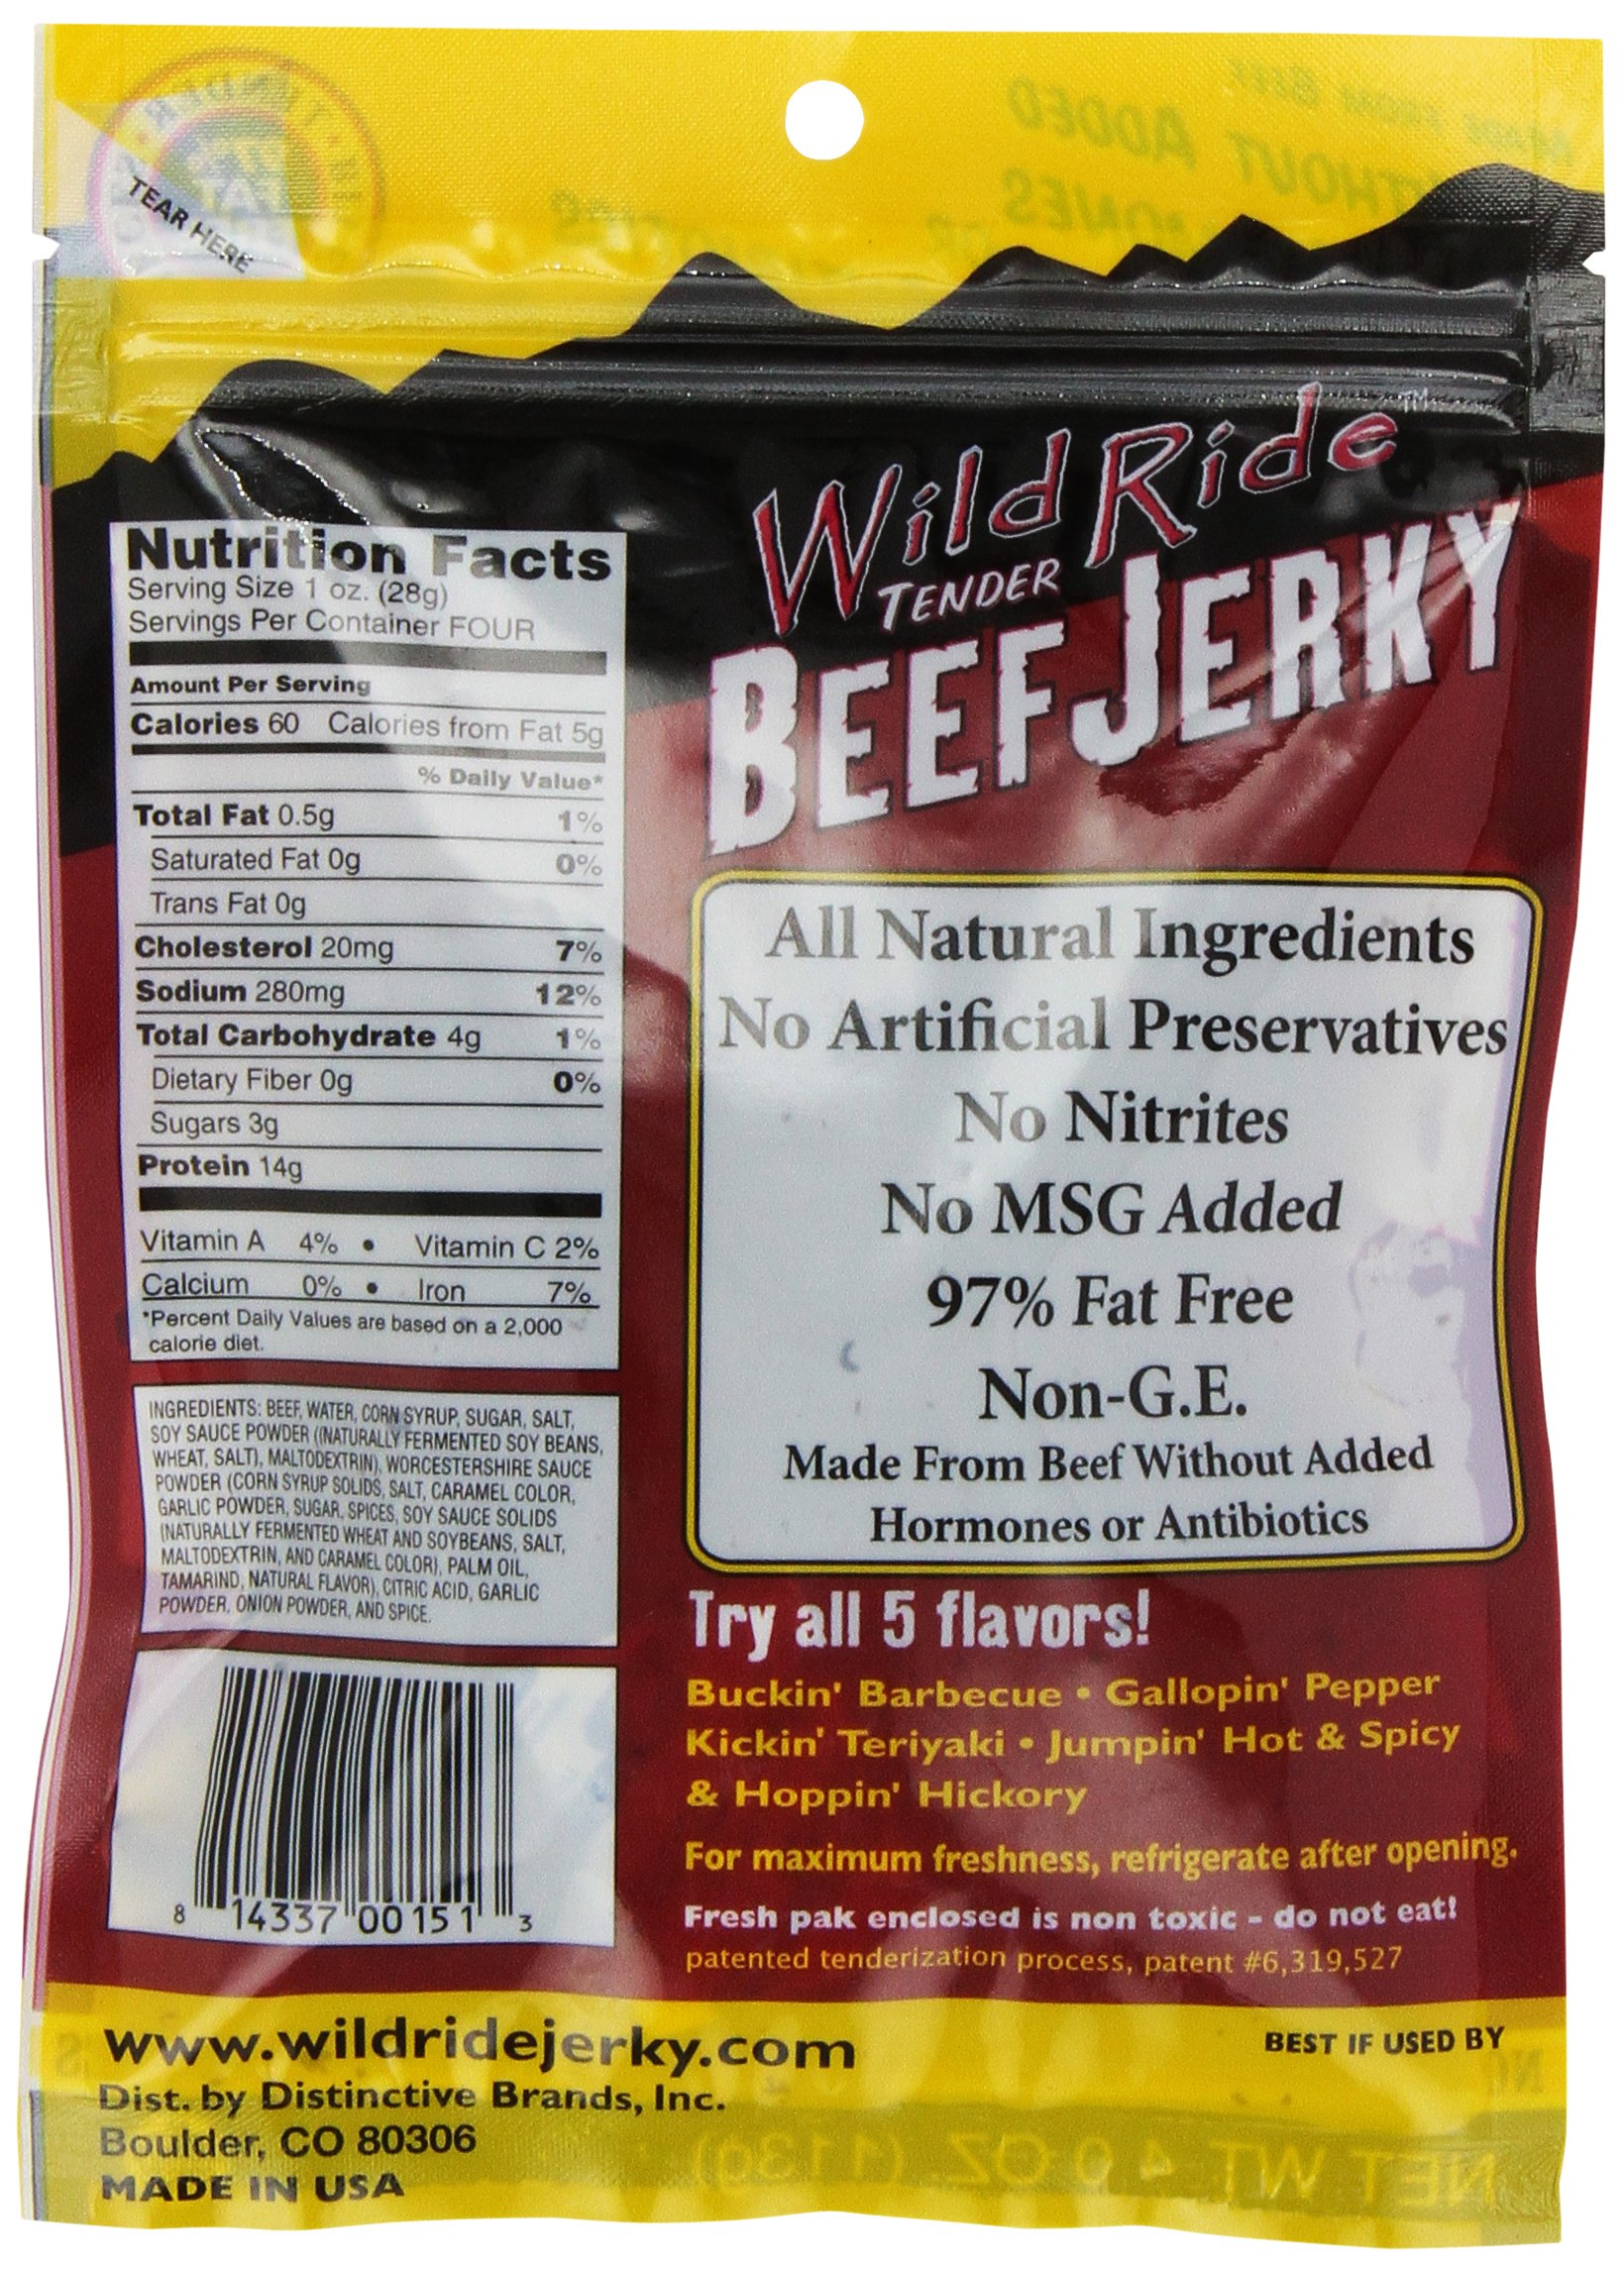 TEAR HERE
Wild Ride™
TENDER
BEEF JERKY
Nutrition Facts
Serving Size 1 oz. (28g)
Servings Per Container FOUR
Amount Per Serving
Calories 60 Calories from Fat 5g
% Daily Value*
Total Fat 0.5g 1%
Saturated Fat 0g 0%
Trans Fat 0g
Cholesterol 20mg 7%
Sodium 280mg 12%
Total Carbohydrate 4g 1%
Dietary Fiber 0g 0%
Sugars 3g
Protein 14g
Vitamin A 4% • Vitamin C 2%
Calcium 0% • Iron 7%
*Percent Daily Values are based on a 2,000
calorie diet.
INGREDIENTS: BEEF, WATER, CORN SYRUP, SUGAR, SALT,
SOY SAUCE POWDER ((NATURALLY FERMENTED SOY BEANS,
WHEAT, SALT), MALTODEXTRIN), WORCESTERSHIRE SAUCE
POWDER (CORN SYRUP SOLIDS, SALT, CARAMEL COLOR,
GARLIC POWDER, SUGAR, SPICES, SOY SAUCE SOLIDS
(NATURALLY FERMENTED WHEAT AND SOYBEANS, SALT,
MALTODEXTRIN, AND CARAMEL COLOR), PALM OIL,
TAMARIND, NATURAL FLAVOR), CITRIC ACID, GARLIC
POWDER, ONION POWDER, AND SPICE.
8 14337 00151 3
All Natural Ingredients
No Artificial Preservatives
No Nitrites
No MSG Added
97% Fat Free
Non-G.E.
Made From Beef Without Added
Hormones or Antibiotics
Try all 5 flavors!
Buckin' Barbecue • Gallopin' Pepper
Kickin' Teriyaki • Jumpin' Hot & Spicy
& Hoppin' Hickory
For maximum freshness, refrigerate after opening.
Fresh pak enclosed is non toxic - do not eat!
patented tenderization process, patent #6,319,527
www.wildridejerky.com
BEST IF USED BY
Dist. by Distinctive Brands, Inc.
Boulder, CO 80306
MADE IN USA
NET WT 4.0 OZ. (113g)